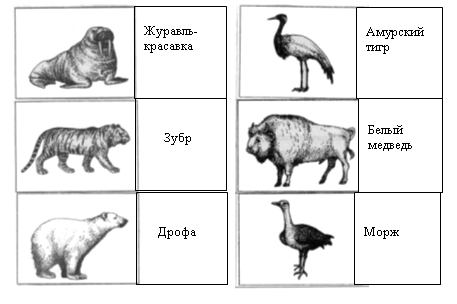 Журавль-
красавка
Амурский
тигр
Зубр
Белый
медведь
Дрофа
Морж